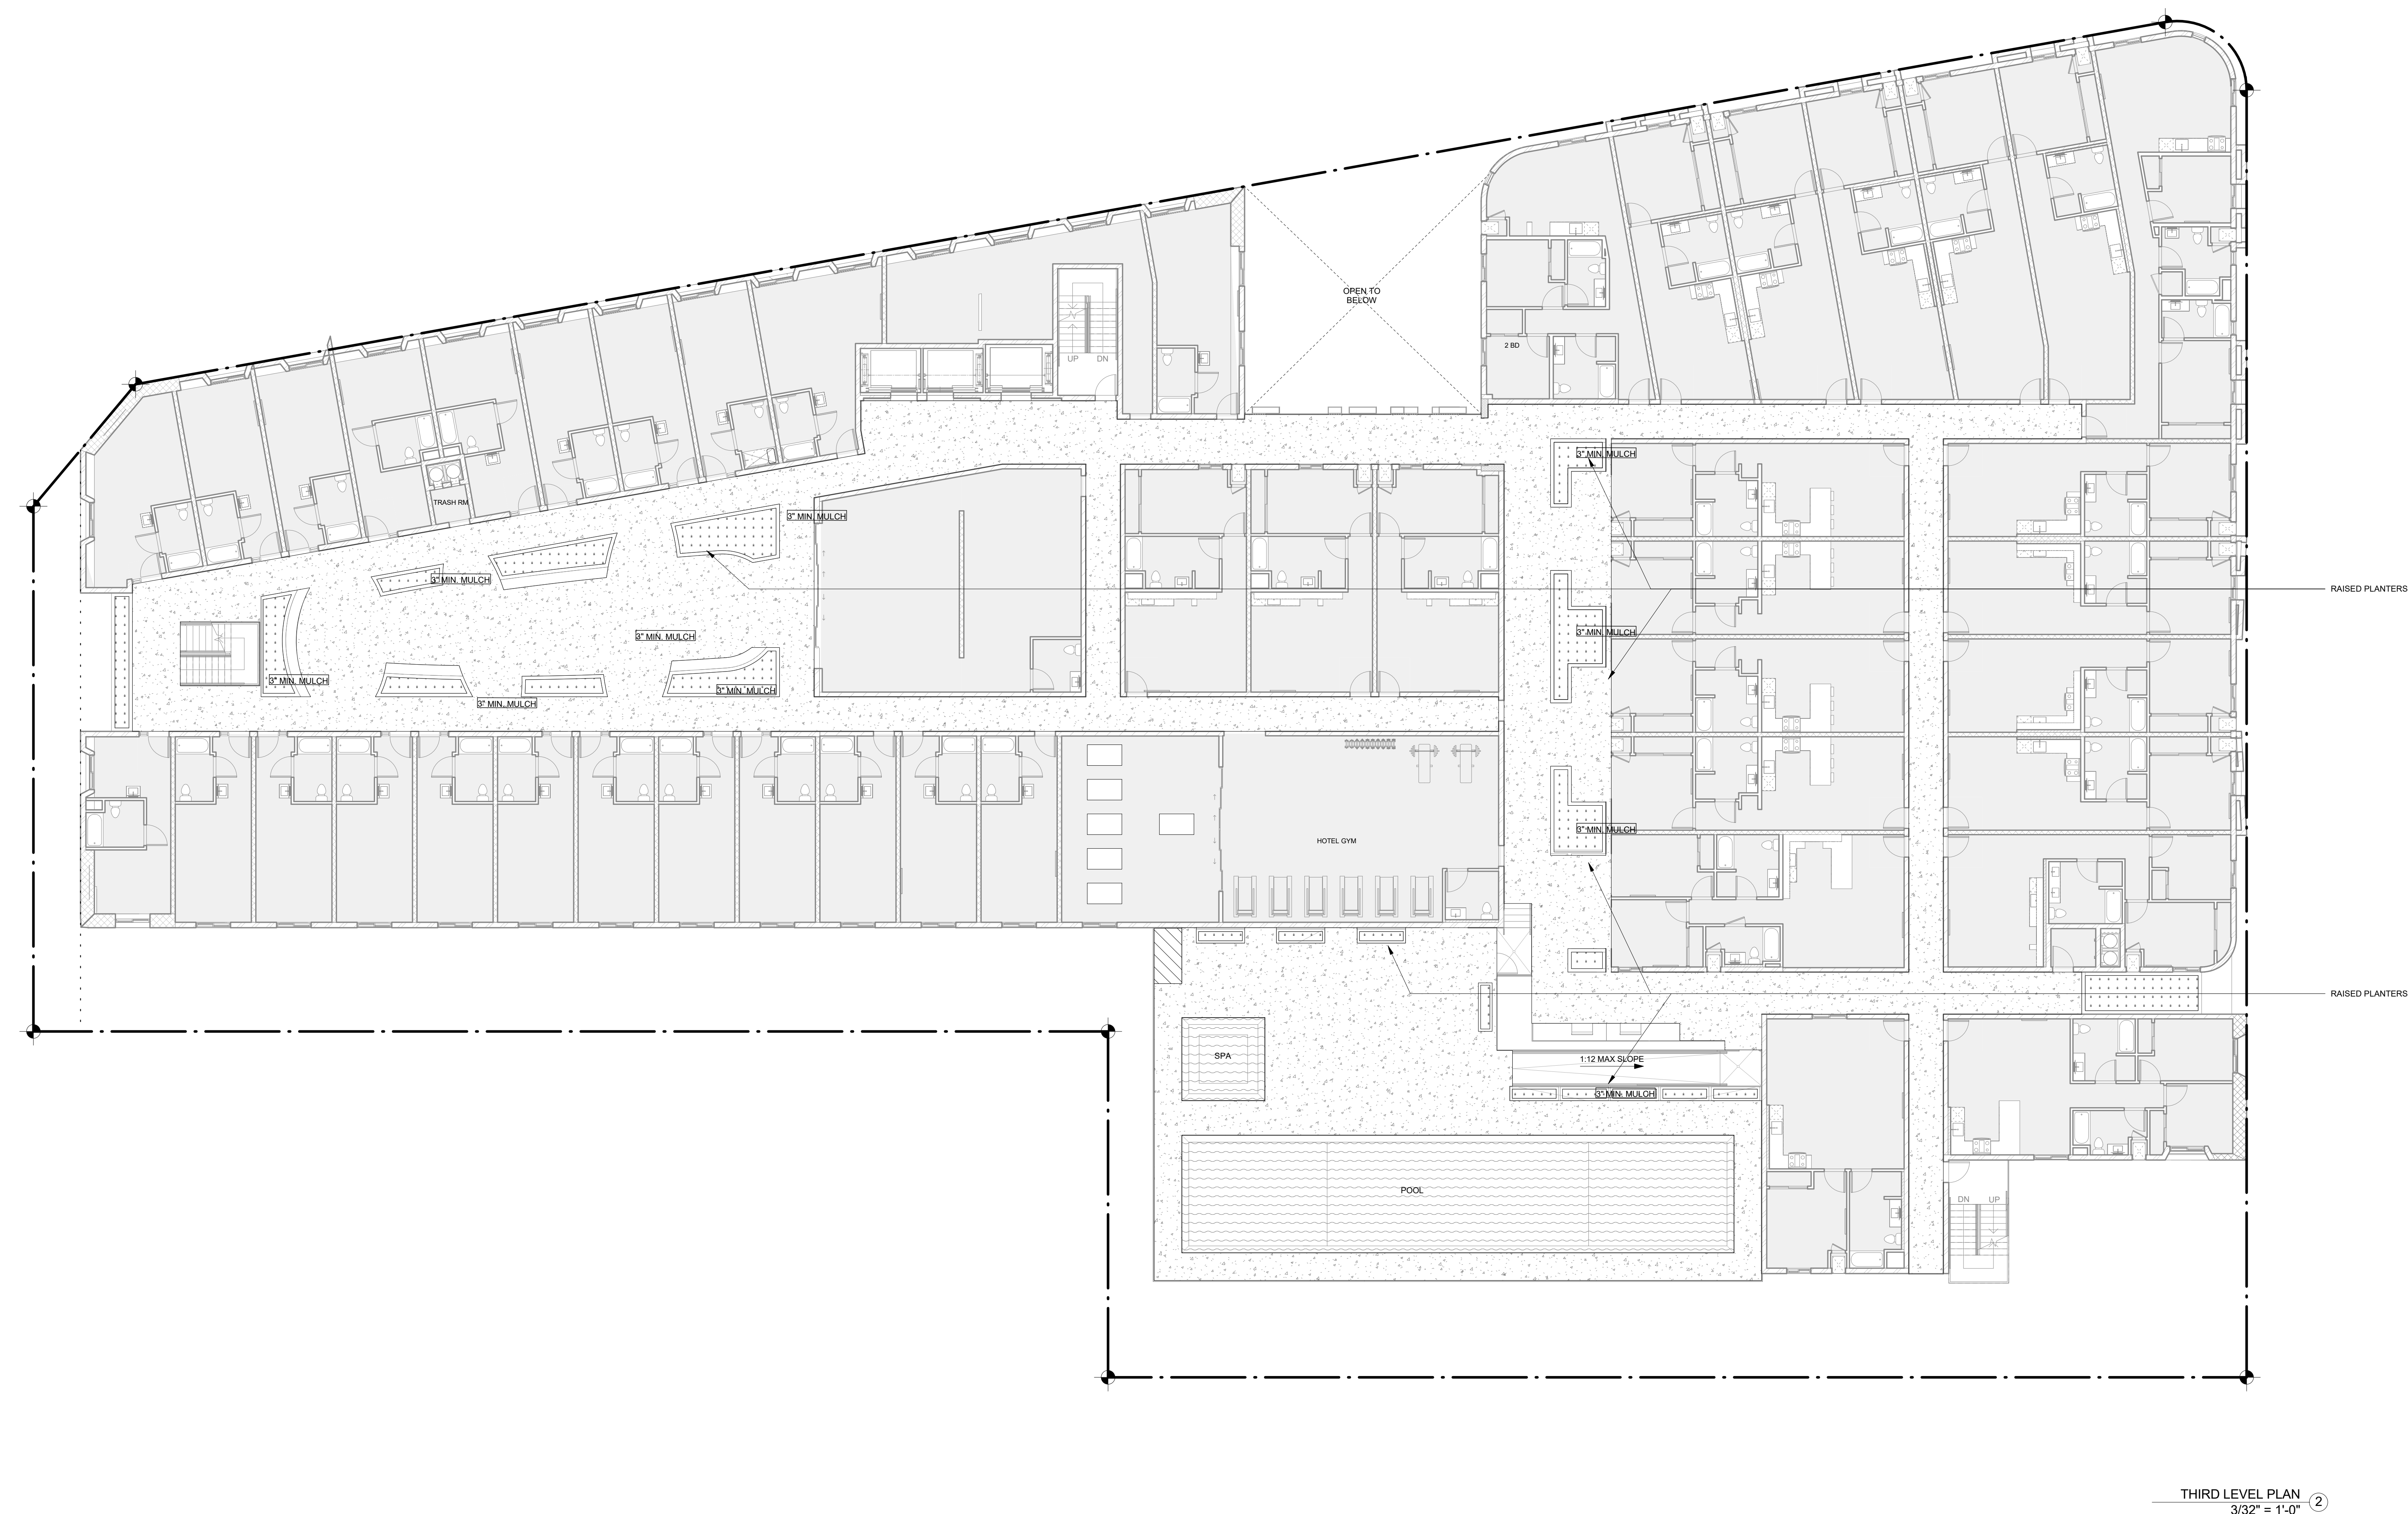 OPEN TO
BELOW
2 BD
UP DN
TRASH RM
3" MIN. MULCH
3" MIN. MULCH
3" MIN. MULCH
RAISED PLANTERS
3" MIN. MULCH
3" MIN. MULCH
3" MIN. MULCH
3" MIN. MULCH
3" MIN. MULCH
3" MIN. MULCH
HOTEL GYM
RAISED PLANTERS
SPA
1:12 MAX SLOPE
3" MIN. MULCH
POOL
DN UP
THIRD LEVEL PLAN
2
3/32" = 1'-0"